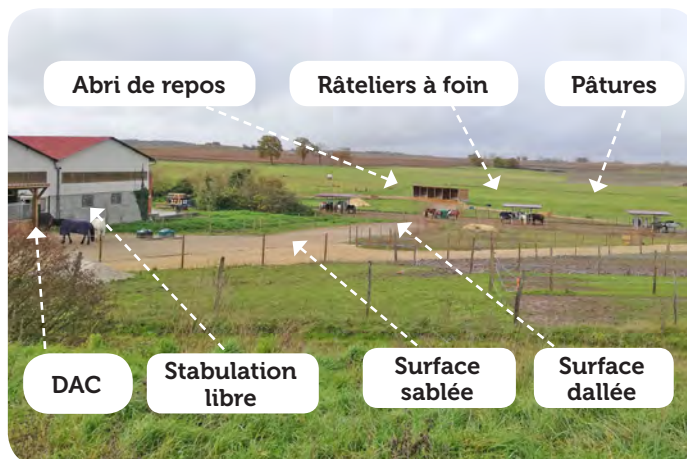 Abri de repos
Râteliers à foin
Pâtures
DAC
Stabulation
libre
Surface
sablée
Surface
dallée